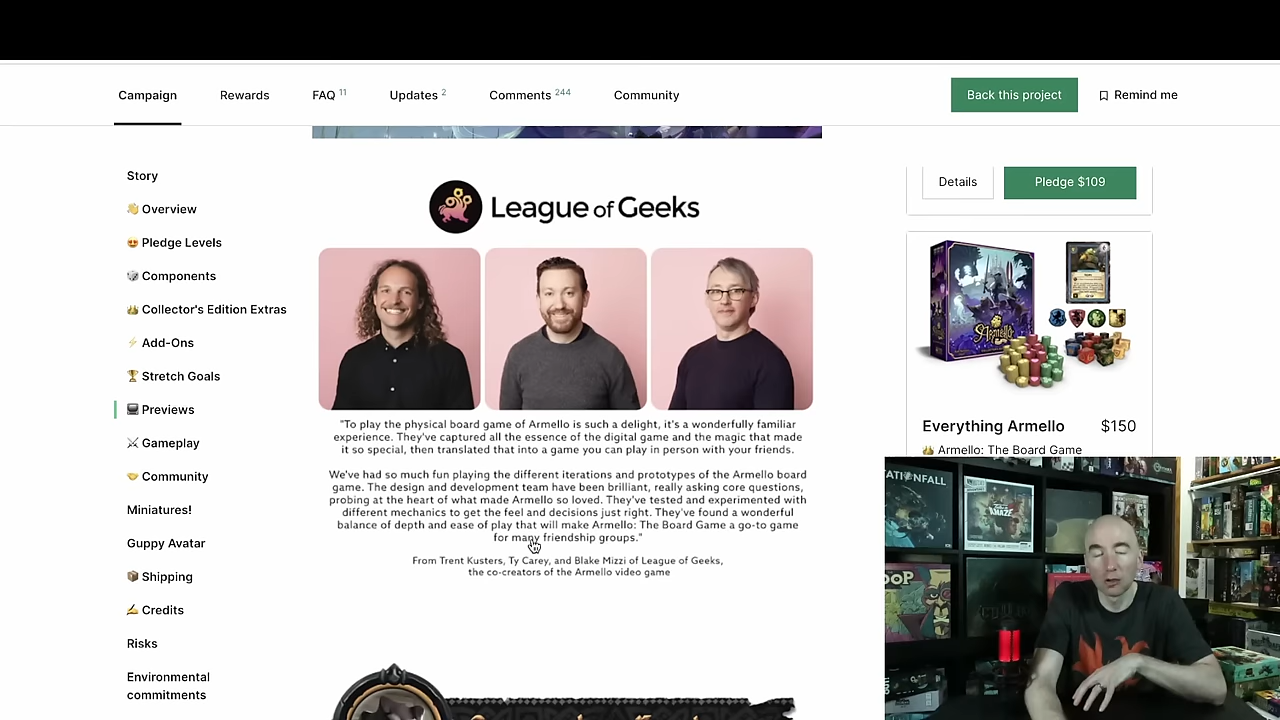 Campaign
Rewards
FAQ 11
Updates 2
Comments 244
Community
Back this project
Remind me
Story
👋 Overview
😍 Pledge Levels
🎲 Components
👑 Collector's Edition Extras
⚡ Add-Ons
🏆 Stretch Goals
💻 Previews
⚔️ Gameplay
🤝 Community
Miniatures!
Guppy Avatar
📦 Shipping
✍️ Credits
Risks
Environmental
commitments
League of Geeks
"To play the physical board game of Armello is such a delight, it's a wonderfully familiar
experience. They've captured all the essence of the digital game and the magic that made
it so special, then translated that into a game you can play in person with your friends.
We've had so much fun playing the different iterations and prototypes of the Armello board
game. The design and development team have been brilliant, really asking core questions,
probing at the heart of what made Armello so loved. They've tested and experimented with
different mechanics to get the feel and decisions just right. They've found a wonderful
balance of depth and ease of play that will make Armello: The Board Game a go-to game
for many friendship groups."
From Trent Kusters, Ty Carey, and Blake Mizzi of League of Geeks,
the co-creators of the Armello video game
Details
Pledge $109
Armello
Everything Armello
$150
👑 Armello: The Board Game